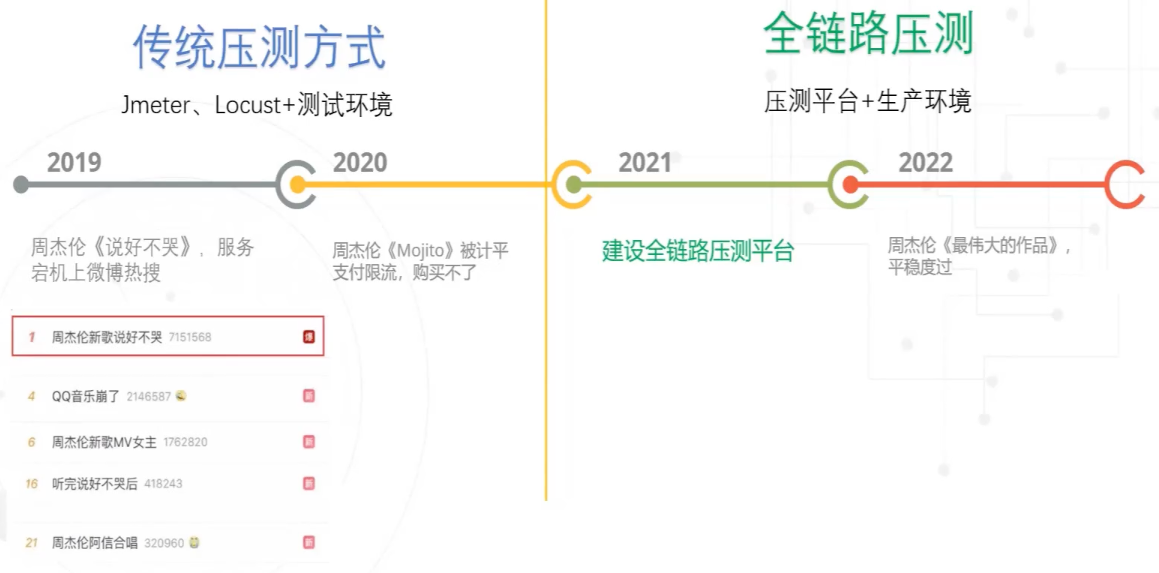 传统压测方式
Jmeter、Locust+测试环境
全链路压测
压测平台+生产环境
2019
2020
2021
2022
周杰伦《说好不哭》，服务
宕机上微博热搜
周杰伦《Mojito》被计平
支付限流，购买不了
建设全链路压测平台
周杰伦《最伟大的作品》，
平稳度过
1 周杰伦新歌说好不哭 7151568 爆
4 QQ音乐崩了 2146587 新
6 周杰伦新歌MV女主 1762820 新
16 听完说好不哭后 418243 新
21 周杰伦阿信合唱 320960 新